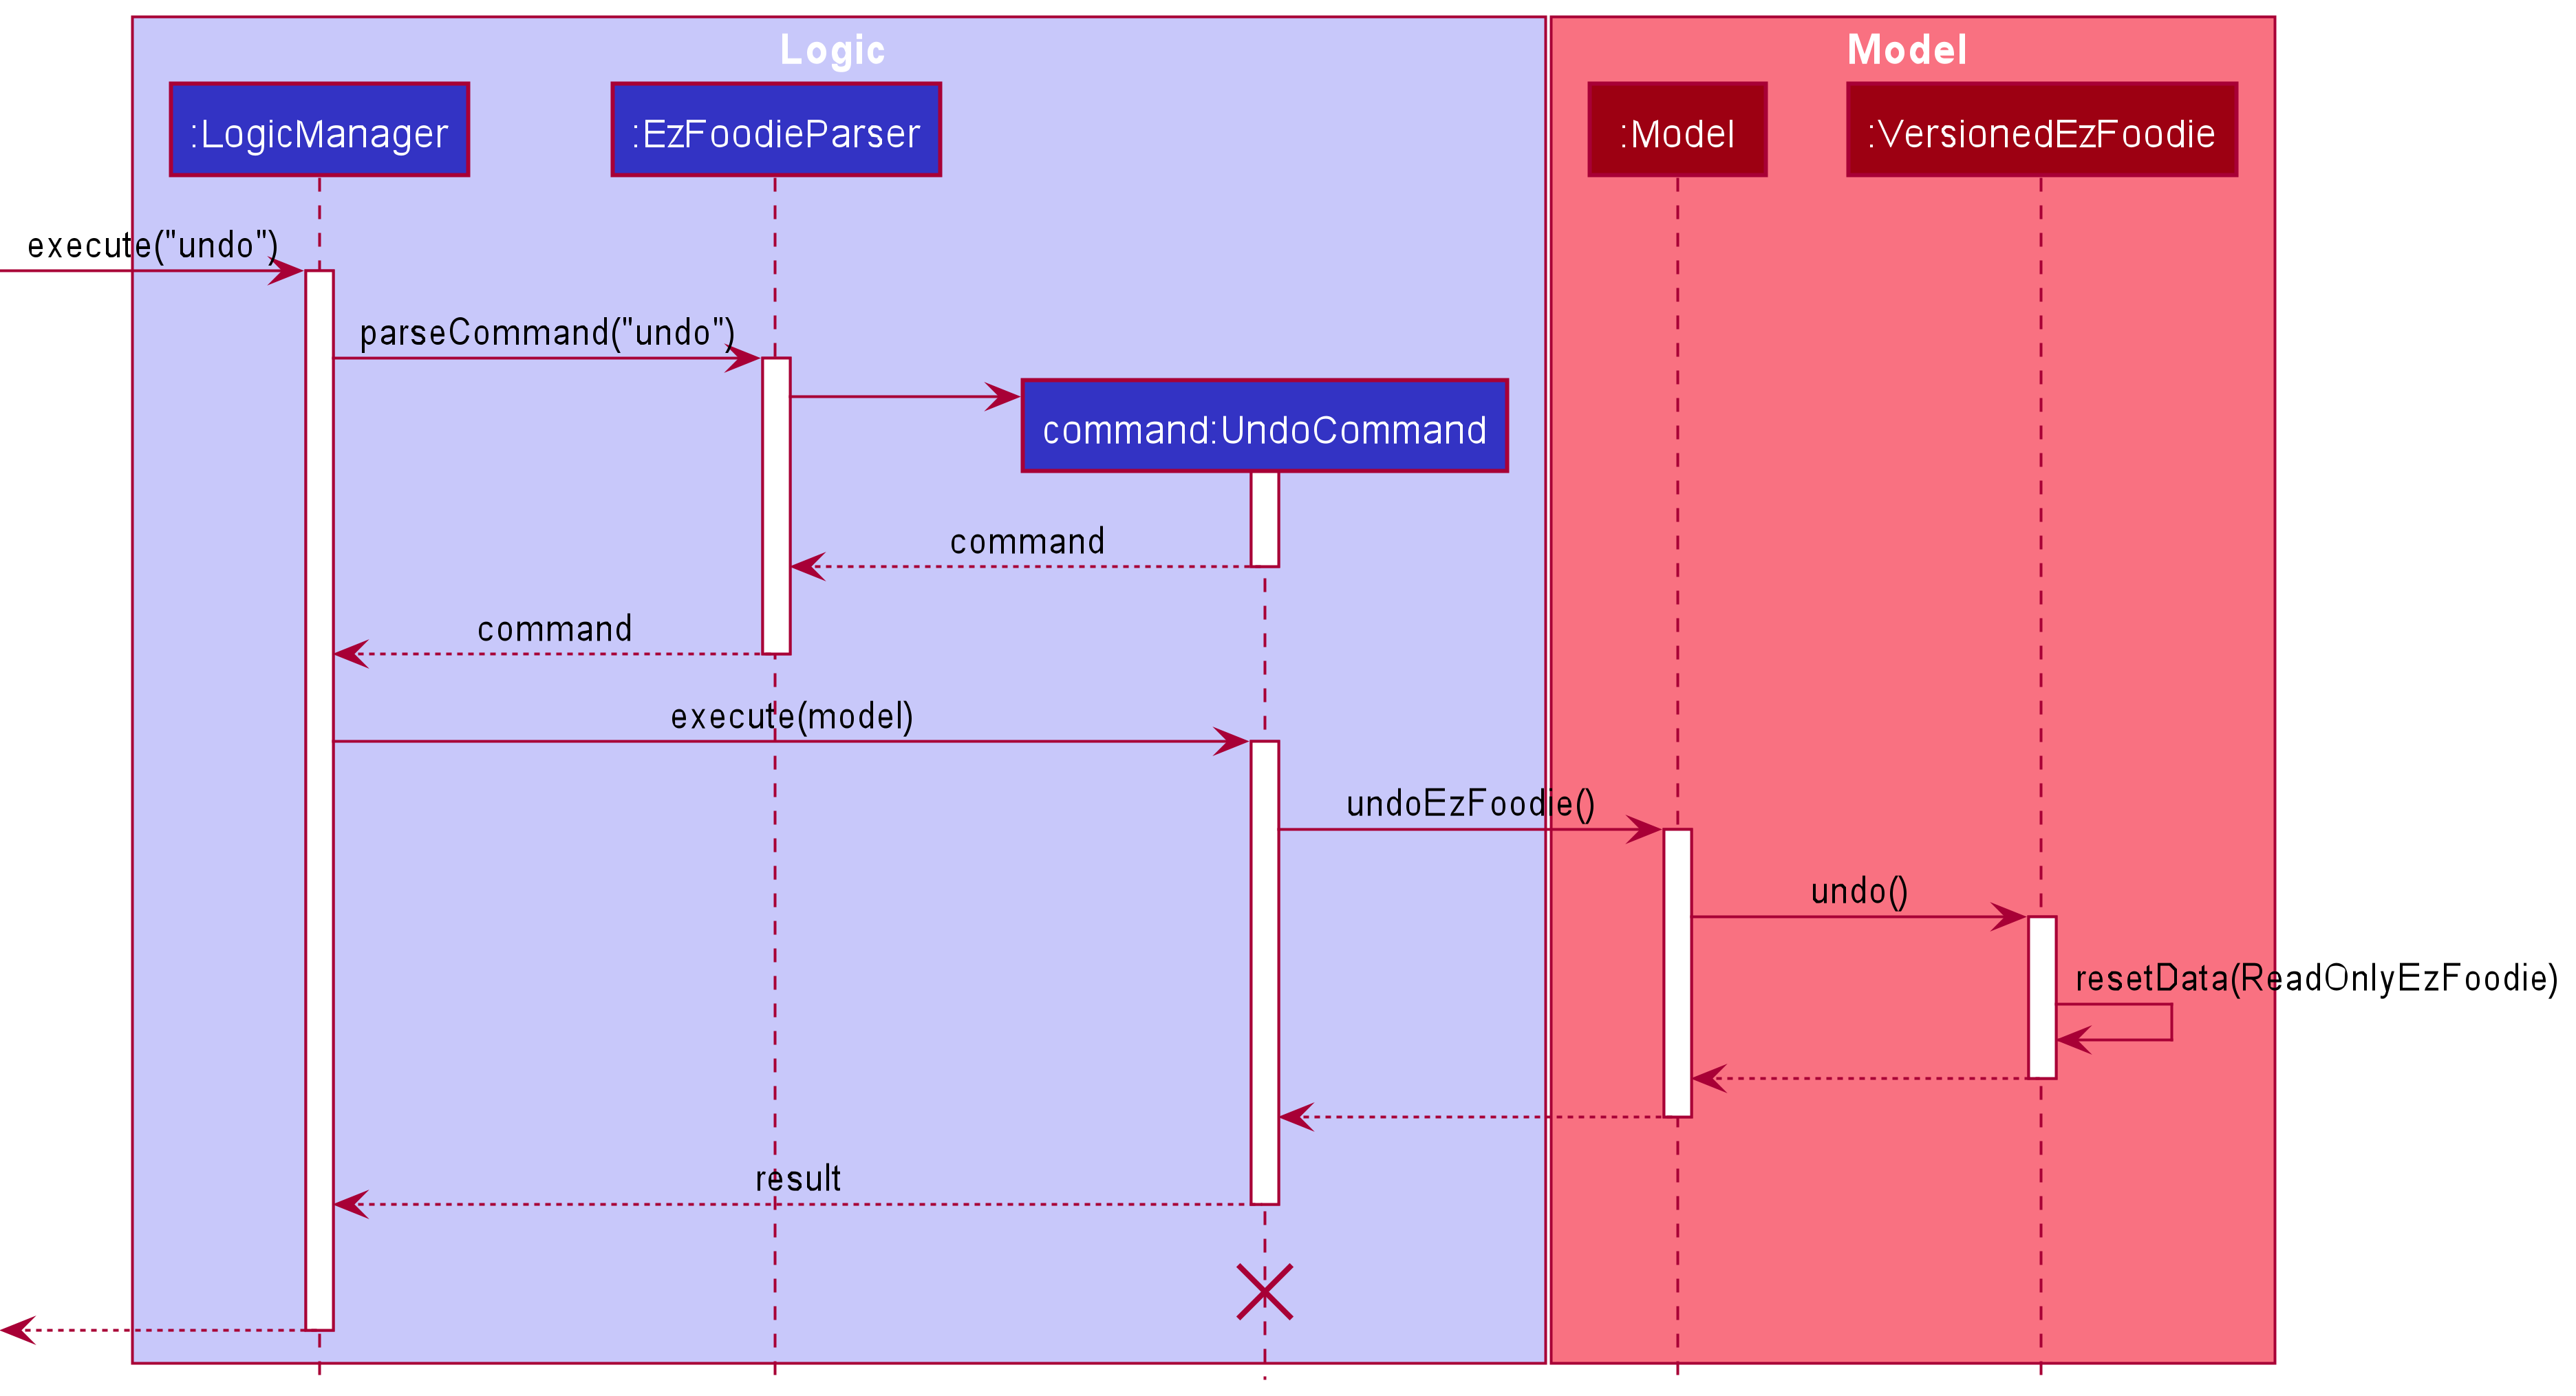 Logic
Model
:LogicManager
:EzFoodieParser
:Model
:VersionedEzFoodie
execute("undo")
parseCommand("undo")
command:UndoCommand
command
command
execute(model)
undoEzFoodie()
undo()
resetData(ReadOnlyEzFoodie)
result